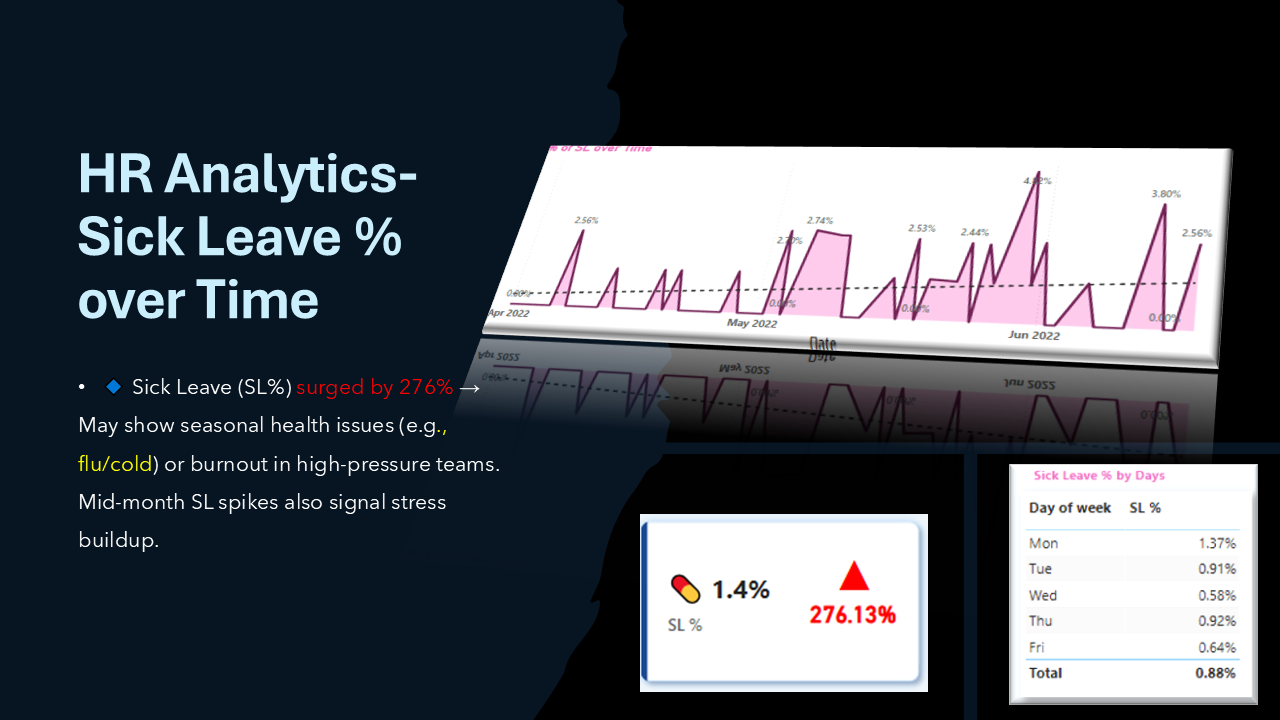 HR Analytics-
Sick Leave %
over Time
• 🔷 Sick Leave (SL%) surged by 276% →
May show seasonal health issues (e.g.,
flu/cold) or burnout in high-pressure teams.
Mid-month SL spikes also signal stress
buildup.
% of SL over Time
4.82%
3.80%
2.56%
2.74%
2.70%
2.53%
2.44%
2.56%
0.00%
0.00%
0.00%
0.00%
Apr 2022
May 2022
Jun 2022
Date
1.4%
SL %
276.13%
Sick Leave % by Days
Day of week SL %
Mon 1.37%
Tue 0.91%
Wed 0.58%
Thu 0.92%
Fri 0.64%
Total 0.88%